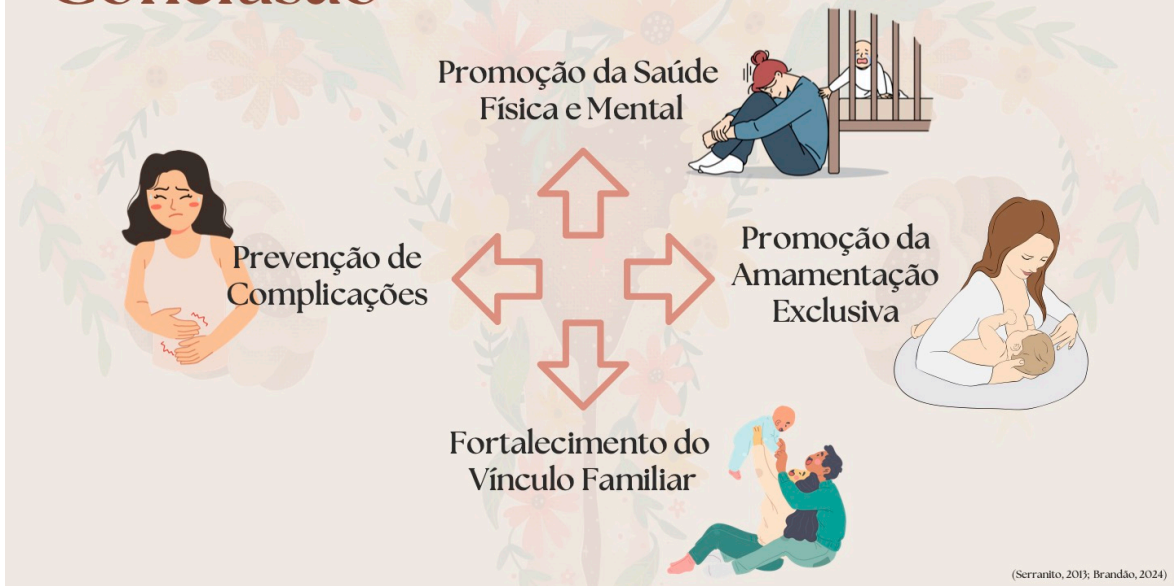 Conclusão
Promoção da Saúde
Física e Mental
Prevenção de
Complicações
Promoção da
Amamentação
Exclusiva
Fortalecimento do
Vínculo Familiar
(Serranito, 2013; Brandão, 2024)